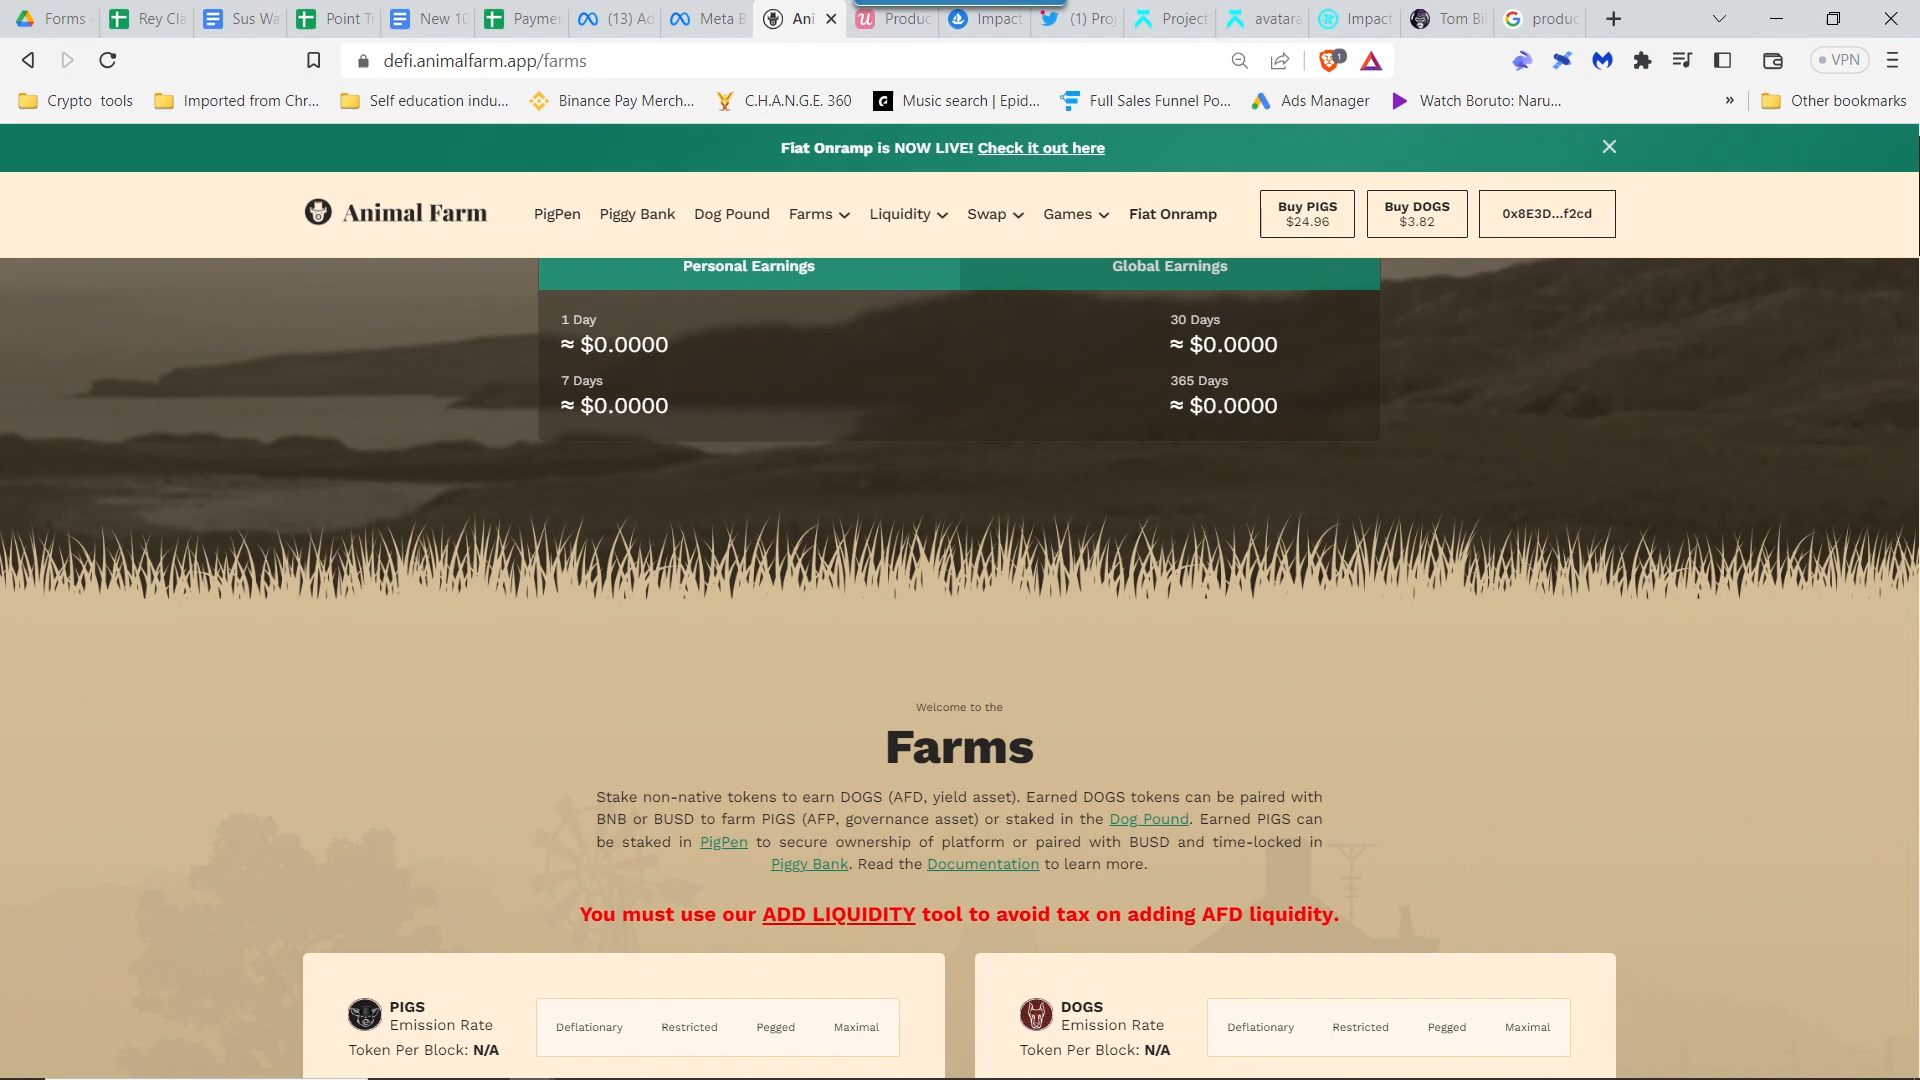 Forms
Rey Cla
Sus Wa
Point Tr
New 10
Paymer
(13) Ad
Meta B
Ani
Produc
Impact
(1) Proj
Project
avatara
Impact
Tom Bi
produc
defi.animalfarm.app/farms
1
VPN
Crypto tools
Imported from Chr...
Self education indu...
Binance Pay Merch...
C.H.A.N.G.E. 360
Music search | Epid...
Full Sales Funnel Po...
Ads Manager
Watch Boruto: Naru...
»
Other bookmarks
Fiat Onramp is NOW LIVE! Check it out here
Animal Farm
PigPen
Piggy Bank
Dog Pound
Farms
Liquidity
Swap
Games
Fiat Onramp
Buy PIGS
$24.96
Buy DOGS
$3.82
0x8E3D...f2cd
Personal Earnings
Global Earnings
1 Day
≈ $0.0000
30 Days
≈ $0.0000
7 Days
≈ $0.0000
365 Days
≈ $0.0000
Welcome to the
Farms
Stake non-native tokens to earn DOGS (AFD, yield asset). Earned DOGS tokens can be paired with
BNB or BUSD to farm PIGS (AFP, governance asset) or staked in the Dog Pound. Earned PIGS can
be staked in PigPen to secure ownership of platform or paired with BUSD and time-locked in
Piggy Bank. Read the Documentation to learn more.
You must use our ADD LIQUIDITY tool to avoid tax on adding AFD liquidity.
PIGS
Emission Rate
Token Per Block: N/A
Deflationary
Restricted
Pegged
Maximal
DOGS
Emission Rate
Token Per Block: N/A
Deflationary
Restricted
Pegged
Maximal